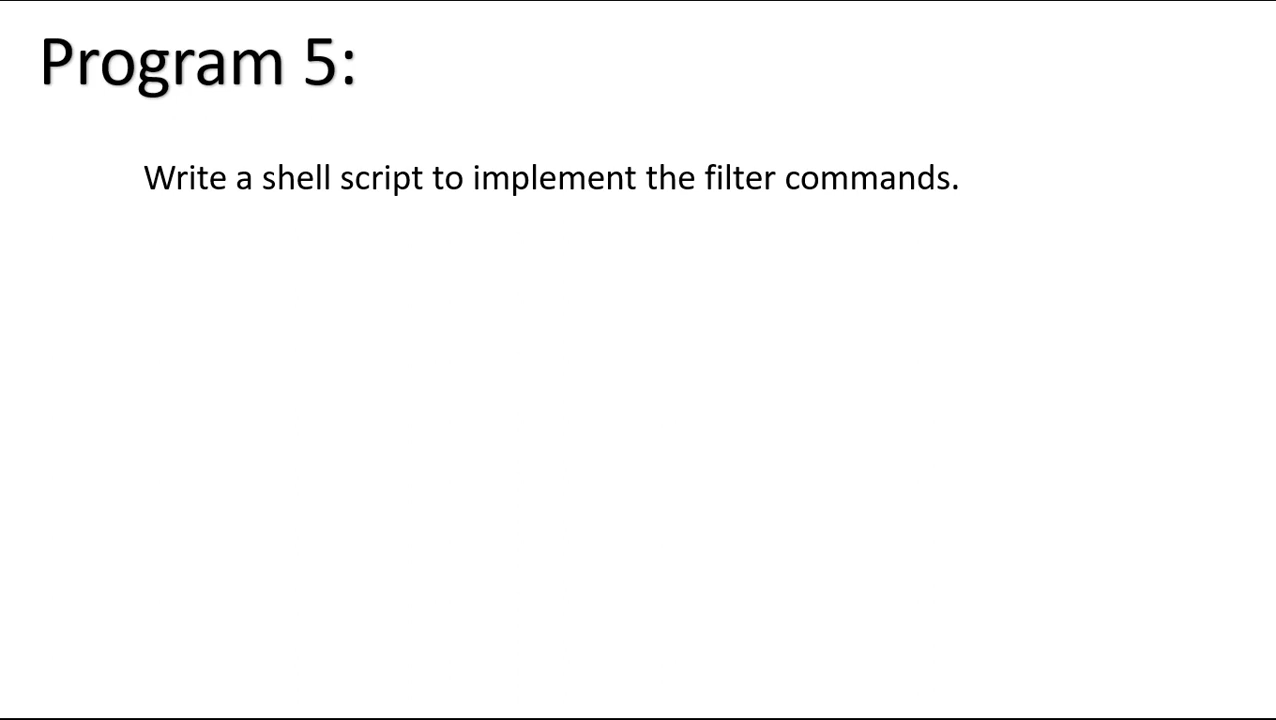 Program 5:
Write a shell script to implement the filter commands.